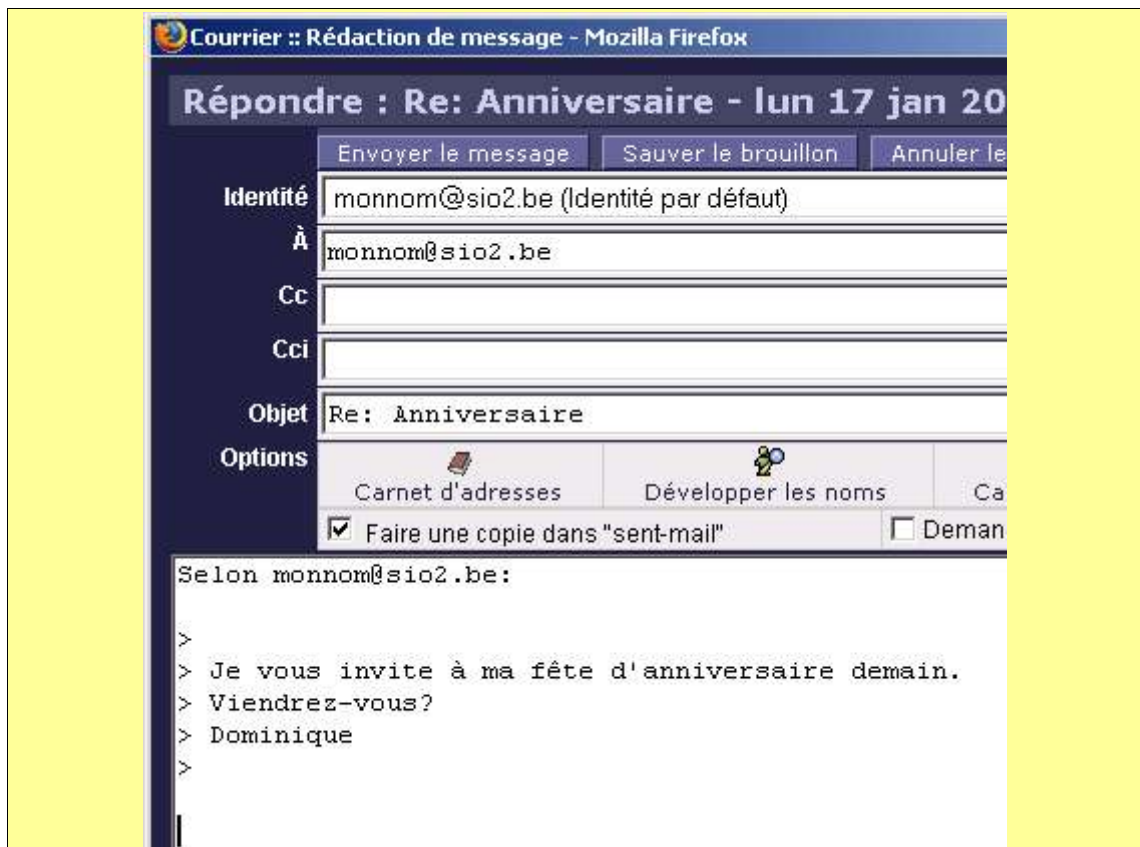 Courrier :: Rédaction de message - Mozilla Firefox
Répondre : Re: Anniversaire - lun 17 jan 20
Envoyer le message Sauver le brouillon Annuler le
Identité monnom@sio2.be (Identité par défaut)
À monnom@sio2.be
Cc
Cci
Objet Re: Anniversaire
Options
Carnet d'adresses Développer les noms Ca
Faire une copie dans "sent-mail" Deman
Selon monnom@sio2.be:
>
> Je vous invite à ma fête d'anniversaire demain.
> Viendrez-vous?
> Dominique
>